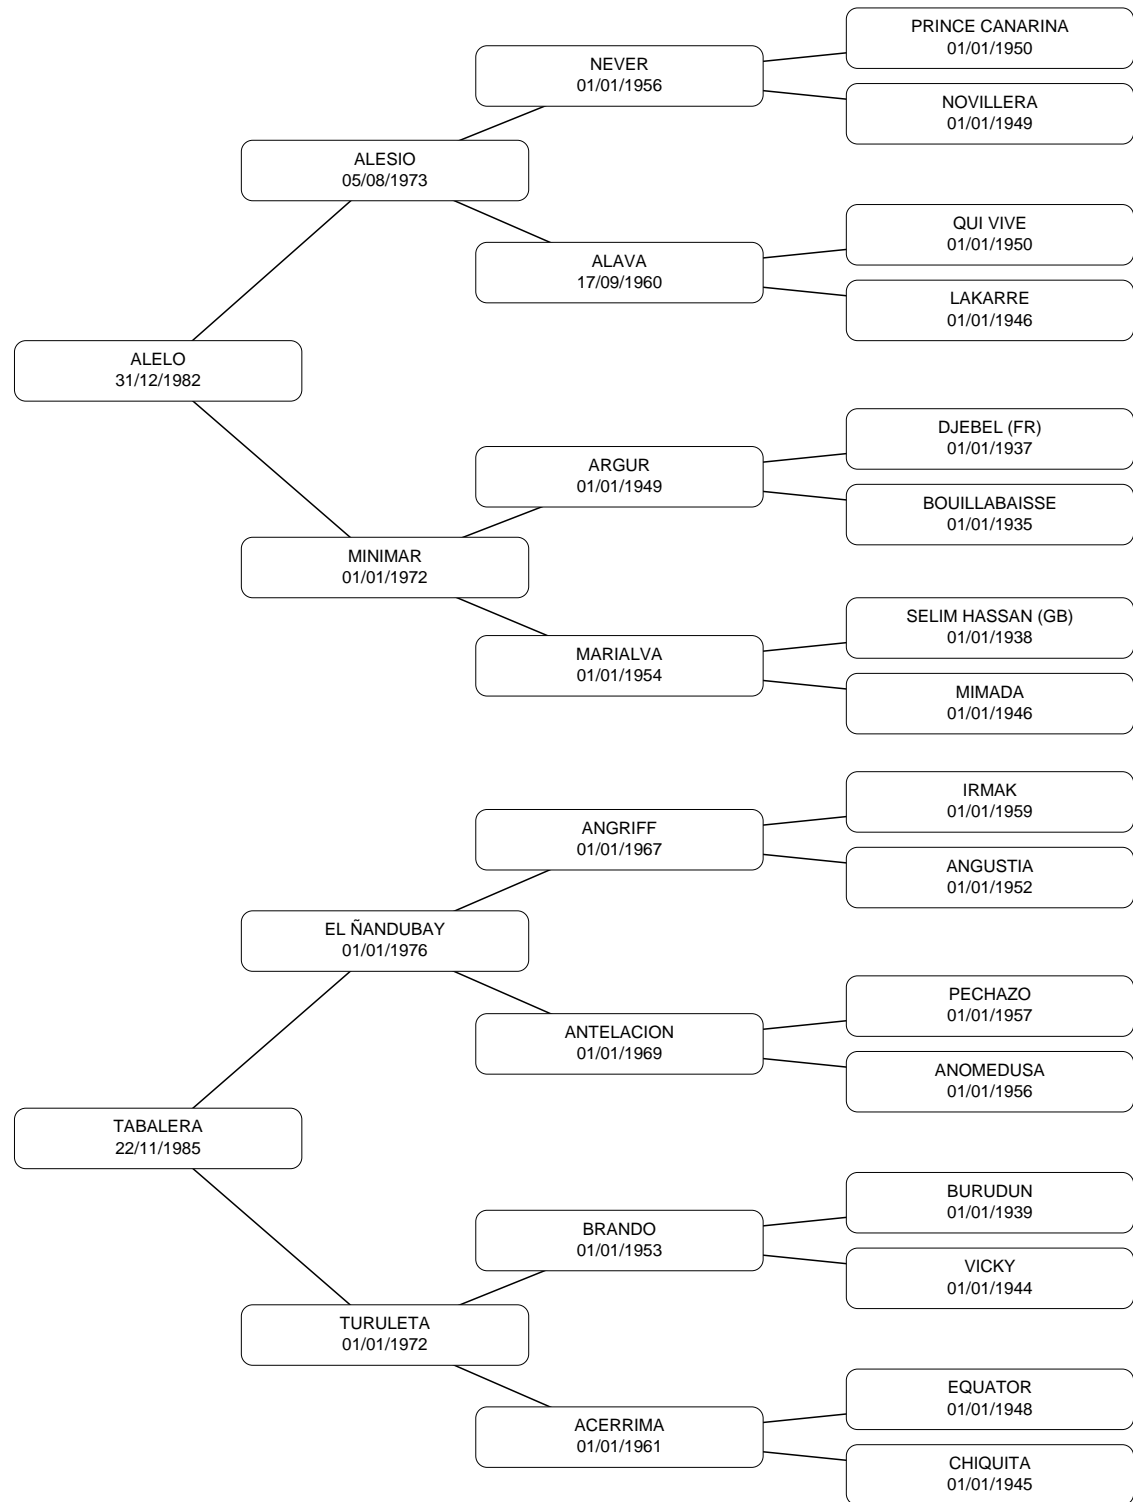 PRINCE CANARINA
01/01/1950
NEVER
01/01/1956
NOVILLERA
01/01/1949
ALESIO
05/08/1973
QUI VIVE
01/01/1950
ALAVA
17/09/1960
LAKARRE
01/01/1946
ALELO
31/12/1982
DJEBEL (FR)
01/01/1937
ARGUR
01/01/1949
BOUILLABAISSE
01/01/1935
MINIMAR
01/01/1972
SELIM HASSAN (GB)
01/01/1938
MARIALVA
01/01/1954
MIMADA
01/01/1946
IRMAK
01/01/1959
ANGRIFF
01/01/1967
ANGUSTIA
01/01/1952
EL ÑANDUBAY
01/01/1976
PECHAZO
01/01/1957
ANTELACION
01/01/1969
ANOMEDUSA
01/01/1956
TABALERA
22/11/1985
BURUDUN
01/01/1939
BRANDO
01/01/1953
VICKY
01/01/1944
TURULETA
01/01/1972
EQUATOR
01/01/1948
ACERRIMA
01/01/1961
CHIQUITA
01/01/1945